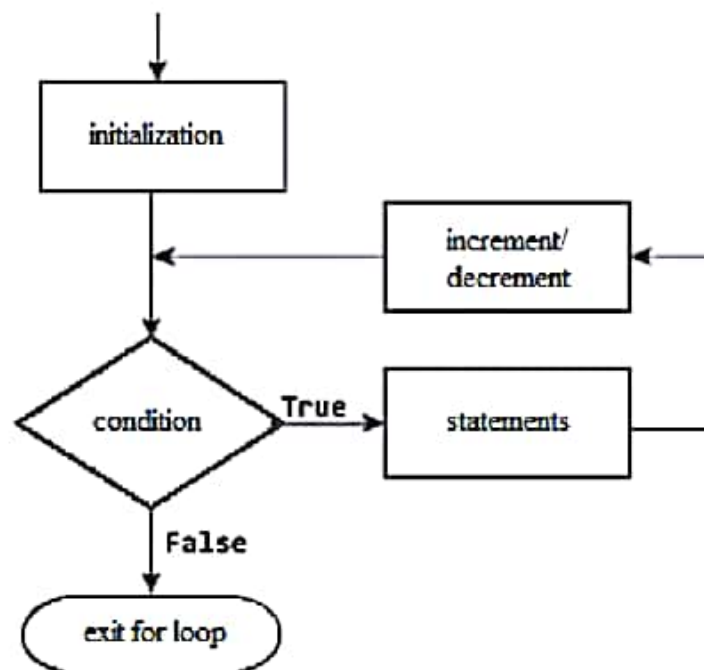 initialization
increment/
decrement
condition
True
statements
False
exit for loop